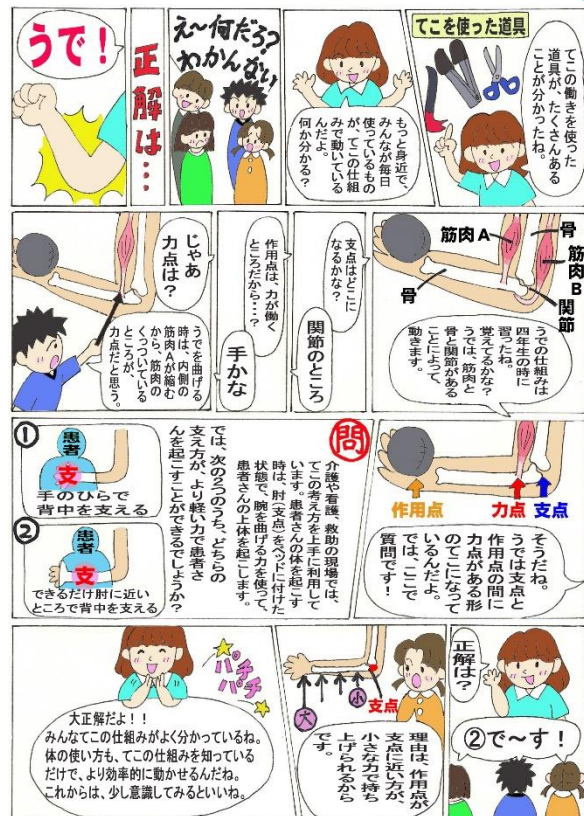 てこを使った道具
てこの働きを使った
道具が、たくさんある
ことが分かったね。
もっと身近で、
みんなが毎日
使っているもの
が、てこの仕組
みで動いている
んだよ。
何か分かる？
え〜何だろ？
わかんない
正解は…
うで！
骨
筋肉A
筋肉B
関節
骨
うでの仕組みは
四年生の時に
習ったね。
覚えてるかな？
うでは、筋肉と
骨と関節がある
ことによって、
動きます。
支点はどこに
なるかな？
関節のところ
作用点は、力が働く
ところだから…？
手かな
じゃあ
力点は？
うでを曲げる
時は、内側の
筋肉Aが縮む
から、筋肉の
くっついている
ところが、
力点だと思う。
作用点
力点
支点
そうだね。
うでは支点と
作用点の間に
力点がある形
のてこになって
いるんだよ。
では、ここで
質問です！
問
介護や看護、救助の現場では、
てこの考え方を上手に利用して
います。患者さんの体を起こす
時は、肘(支点)をベッドに付けた
状態で、腕を曲げる力を使って、
患者さんの上体を起こします。
では、次の2つのうち、どちらの
支え方が、より軽い力で患者さ
んを起こすことができるでしょうか？
①
患者
支
手のひらで
背中を支える
②
患者
支
できるだけ肘に近い
ところで背中を支える
正解は？
②で〜す！
支点
小
大
理由は、作用点が
支点に近い方が、
小さな力で持ち
上げられるから
です。
パチパチ
大正解だよ！！
みんなてこの仕組みがよく分かっているね。
体の使い方も、てこの仕組みを知っている
だけで、より効率的に動かせるんだね。
これからは、少し意識してみるといいね。